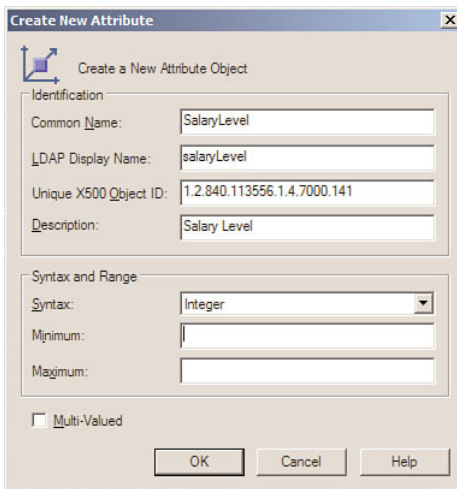 Create New Attribute
Create a New Attribute Object
Identification
Common Name: SalaryLevel
LDAP Display Name: salaryLevel
Unique X500 Object ID: 1.2.840.113556.1.4.7000.141
Description: Salary Level
Syntax and Range
Syntax: Integer
Minimum:
Maximum:
Multi-Valued
OK Cancel Help